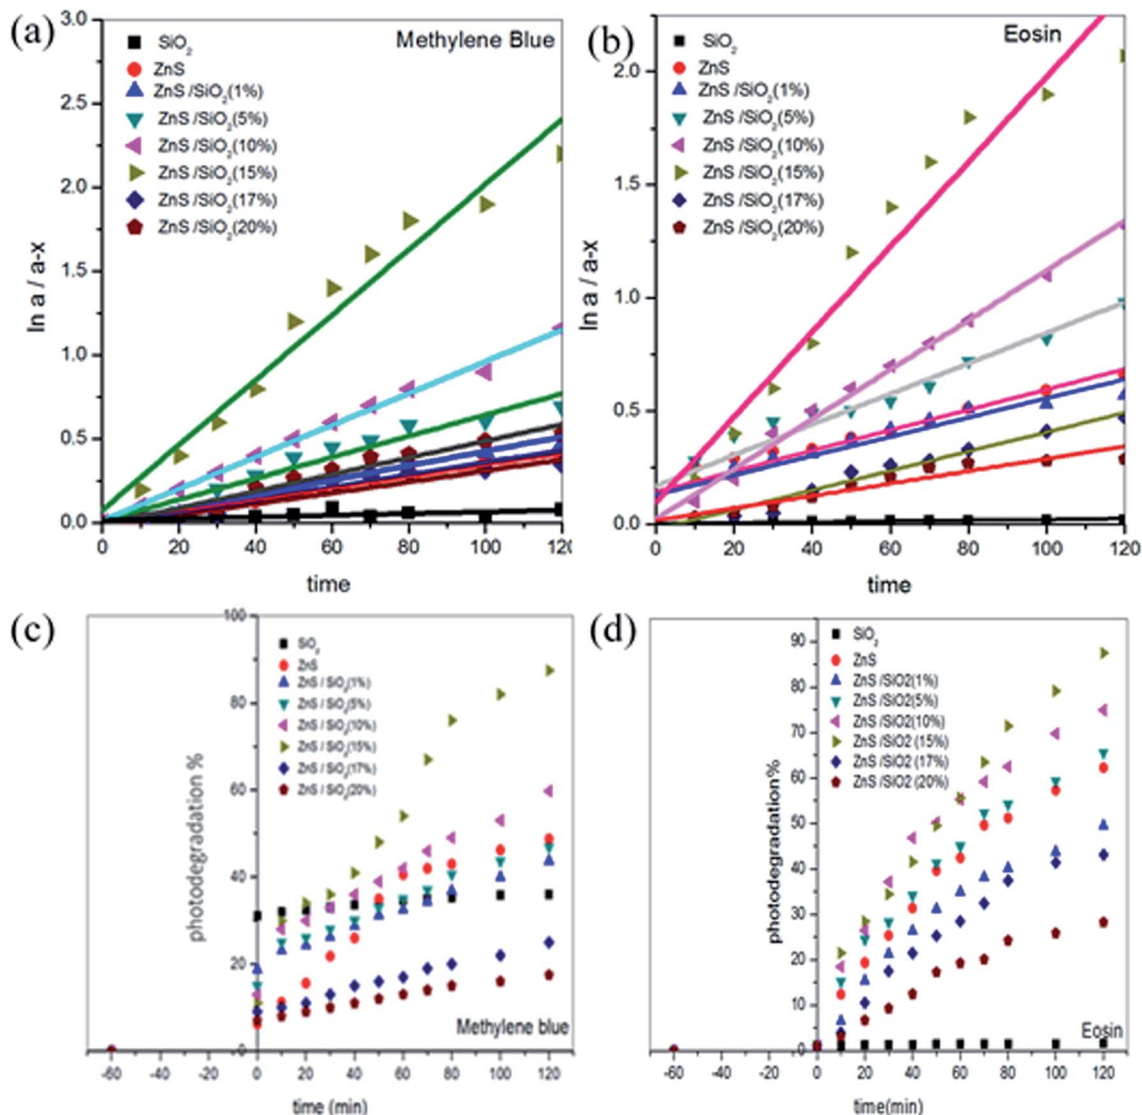 (a)
Methylene Blue
SiO₂
ZnS
ZnS /SiO₂(1%)
ZnS /SiO₂(5%)
ZnS /SiO₂(10%)
ZnS /SiO₂(15%)
ZnS /SiO₂(17%)
ZnS /SiO₂(20%)
3.0
2.5
2.0
1.5
1.0
0.5
0.0
ln a / a-x
0 20 40 60 80 100 120
time
(b)
Eosin
SiO₂
ZnS
ZnS /SiO₂(1%)
ZnS /SiO₂(5%)
ZnS /SiO₂(10%)
ZnS /SiO₂(15%)
ZnS /SiO₂(17%)
ZnS /SiO₂(20%)
2.0
1.5
1.0
0.5
0.0
ln a / a-x
0 20 40 60 80 100 120
time
(c)
SiO₂
ZnS
ZnS / SiO₂(1%)
ZnS / SiO₂(5%)
ZnS / SiO₂(10%)
ZnS / SiO₂(15%)
ZnS / SiO₂(17%)
ZnS / SiO₂(20%)
100
80
60
40
20
0
photodegradation %
Methylene blue
-60 -40 -20 0 20 40 60 80 100 120
time (min)
(d)
SiO₂
ZnS
ZnS /SiO2(1%)
ZnS /SiO2(5%)
ZnS /SiO2(10%)
ZnS /SiO2 (15%)
ZnS /SiO2 (17%)
ZnS /SiO2 (20%)
90
80
70
60
50
40
30
20
10
0
photodegradation%
Eosin
-60 -40 -20 0 20 40 60 80 100 120
time(min)